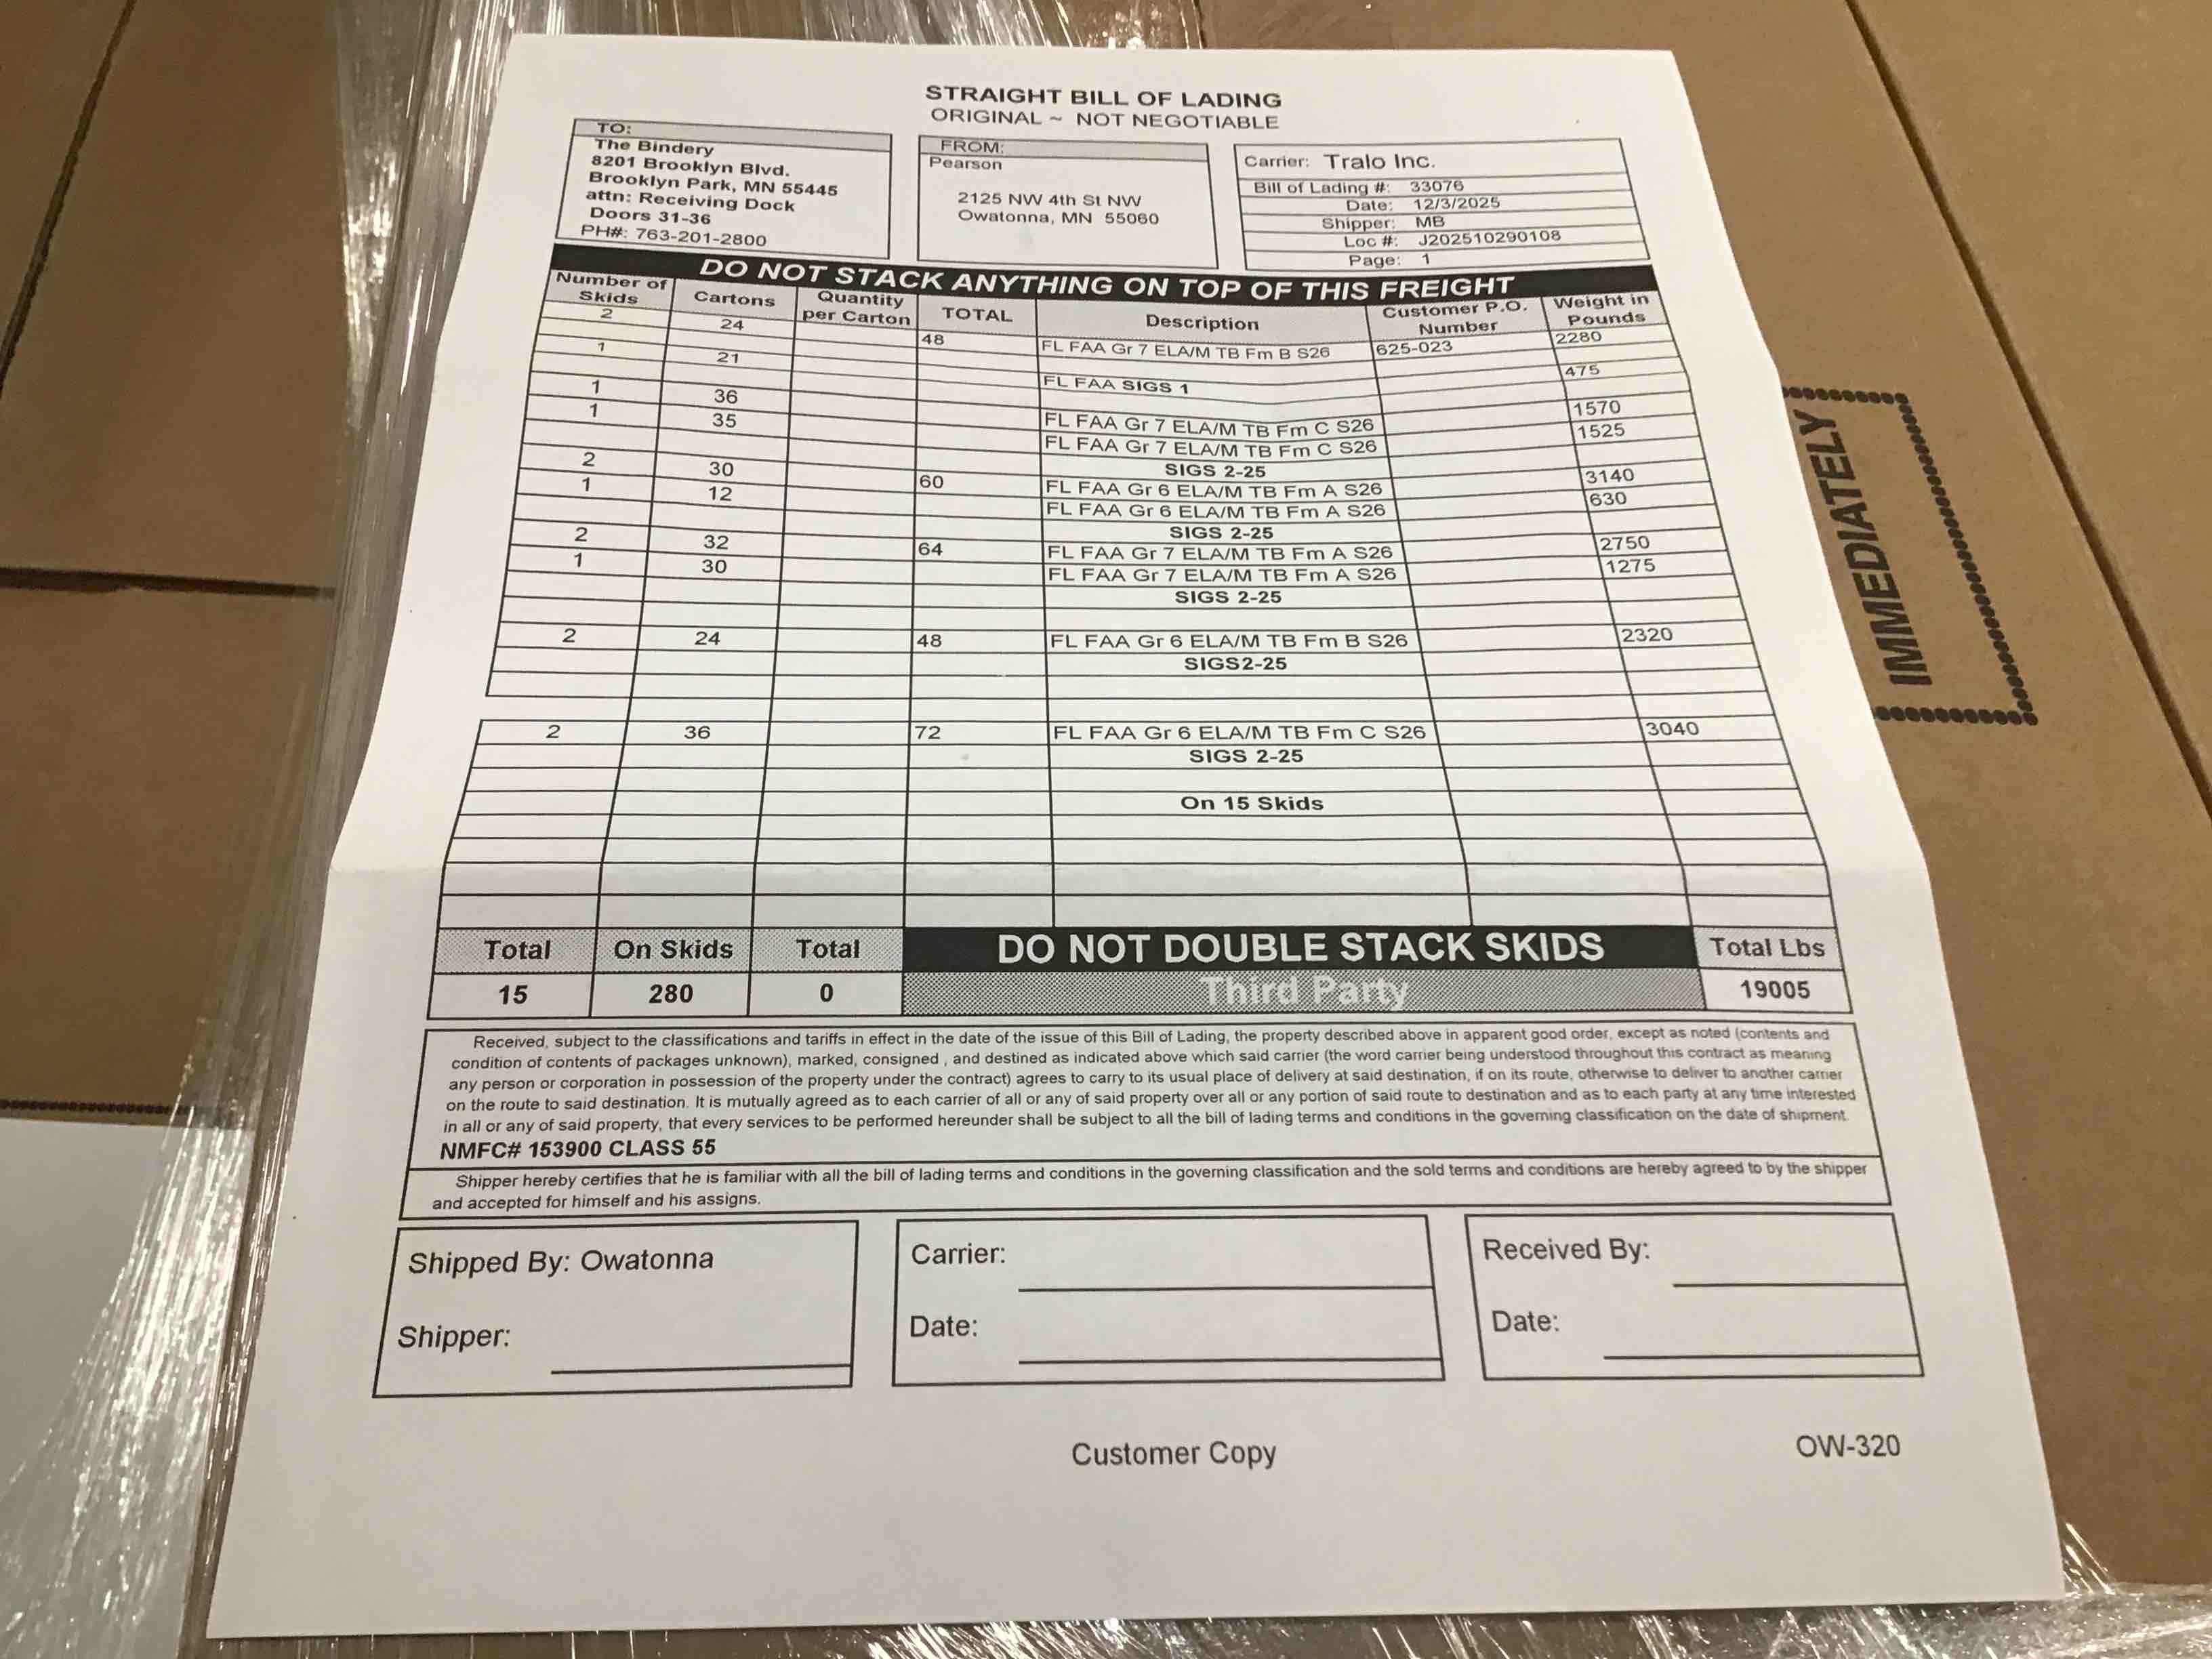 STRAIGHT BILL OF LADING
ORIGINAL ~ NOT NEGOTIABLE
TO:
The Bindery
8201 Brooklyn Blvd.
Brooklyn Park, MN 55445
attn: Receiving Dock
Doors 31-36
PH#: 763-201-2800
FROM:
Pearson
2125 NW 4th St NW
Owatonna, MN 55060
Carrier: Tralo Inc.
Bill of Lading #: 33076
Date: 12/3/2025
Shipper: MB
Loc #: J202510290108
Page: 1
DO NOT STACK ANYTHING ON TOP OF THIS FREIGHT
Number of Skids Cartons Quantity per Carton TOTAL Description Customer P.O. Number Weight in Pounds
2 24 48 FL FAA Gr 7 ELA/M TB Fm B S26 625-023 2280
1 21 FL FAA SIGS 1 475
1 36 FL FAA Gr 7 ELA/M TB Fm C S26 1570
1 35 FL FAA Gr 7 ELA/M TB Fm C S26 1525
SIGS 2-25
2 30 60 FL FAA Gr 6 ELA/M TB Fm A S26 3140
1 12 FL FAA Gr 6 ELA/M TB Fm A S26 630
SIGS 2-25
2 32 64 FL FAA Gr 7 ELA/M TB Fm A S26 2750
1 30 FL FAA Gr 7 ELA/M TB Fm A S26 1275
SIGS 2-25
2 24 48 FL FAA Gr 6 ELA/M TB Fm B S26 2320
SIGS2-25
2 36 72 FL FAA Gr 6 ELA/M TB Fm C S26 3040
SIGS 2-25
On 15 Skids
Total On Skids Total DO NOT DOUBLE STACK SKIDS Total Lbs
15 280 0 Third Party 19005
Received, subject to the classifications and tariffs in effect in the date of the issue of this Bill of Lading, the property described above in apparent good order, except as noted (contents and
condition of contents of packages unknown), marked, consigned , and destined as indicated above which said carrier (the word carrier being understood throughout this contract as meaning
any person or corporation in possession of the property under the contract) agrees to carry to its usual place of delivery at said destination, if on its route, otherwise to deliver to another carrier
on the route to said destination. It is mutually agreed as to each carrier of all or any of said property over all or any portion of said route to destination and as to each party at any time interested
in all or any of said property, that every services to be performed hereunder shall be subject to all the bill of lading terms and conditions in the governing classification on the date of shipment.
NMFC# 153900 CLASS 55
Shipper hereby certifies that he is familiar with all the bill of lading terms and conditions in the governing classification and the sold terms and conditions are hereby agreed to by the shipper
and accepted for himself and his assigns.
Shipped By: Owatonna
Shipper:
Carrier:
Date:
Received By:
Date:
Customer Copy
OW-320
IMMEDIATELY